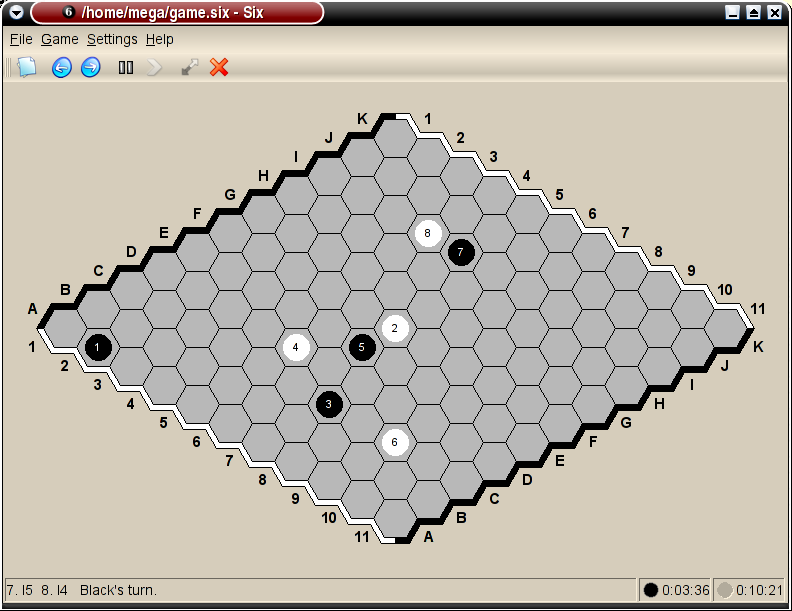 6 /home/mega/game.six - Six
File Game Settings Help
K 1
J 2
I 3
H 4
G 5
F 6
E 7
D 8
C 9
B 10
A 11
8
7
2
1 4 5 K
2 J
3 I
4 3 H
5 G
6 6 F
7 E
8 D
9 C
10 B
11 A
7. I5 8. I4 Black's turn. 0:03:36 0:10:21